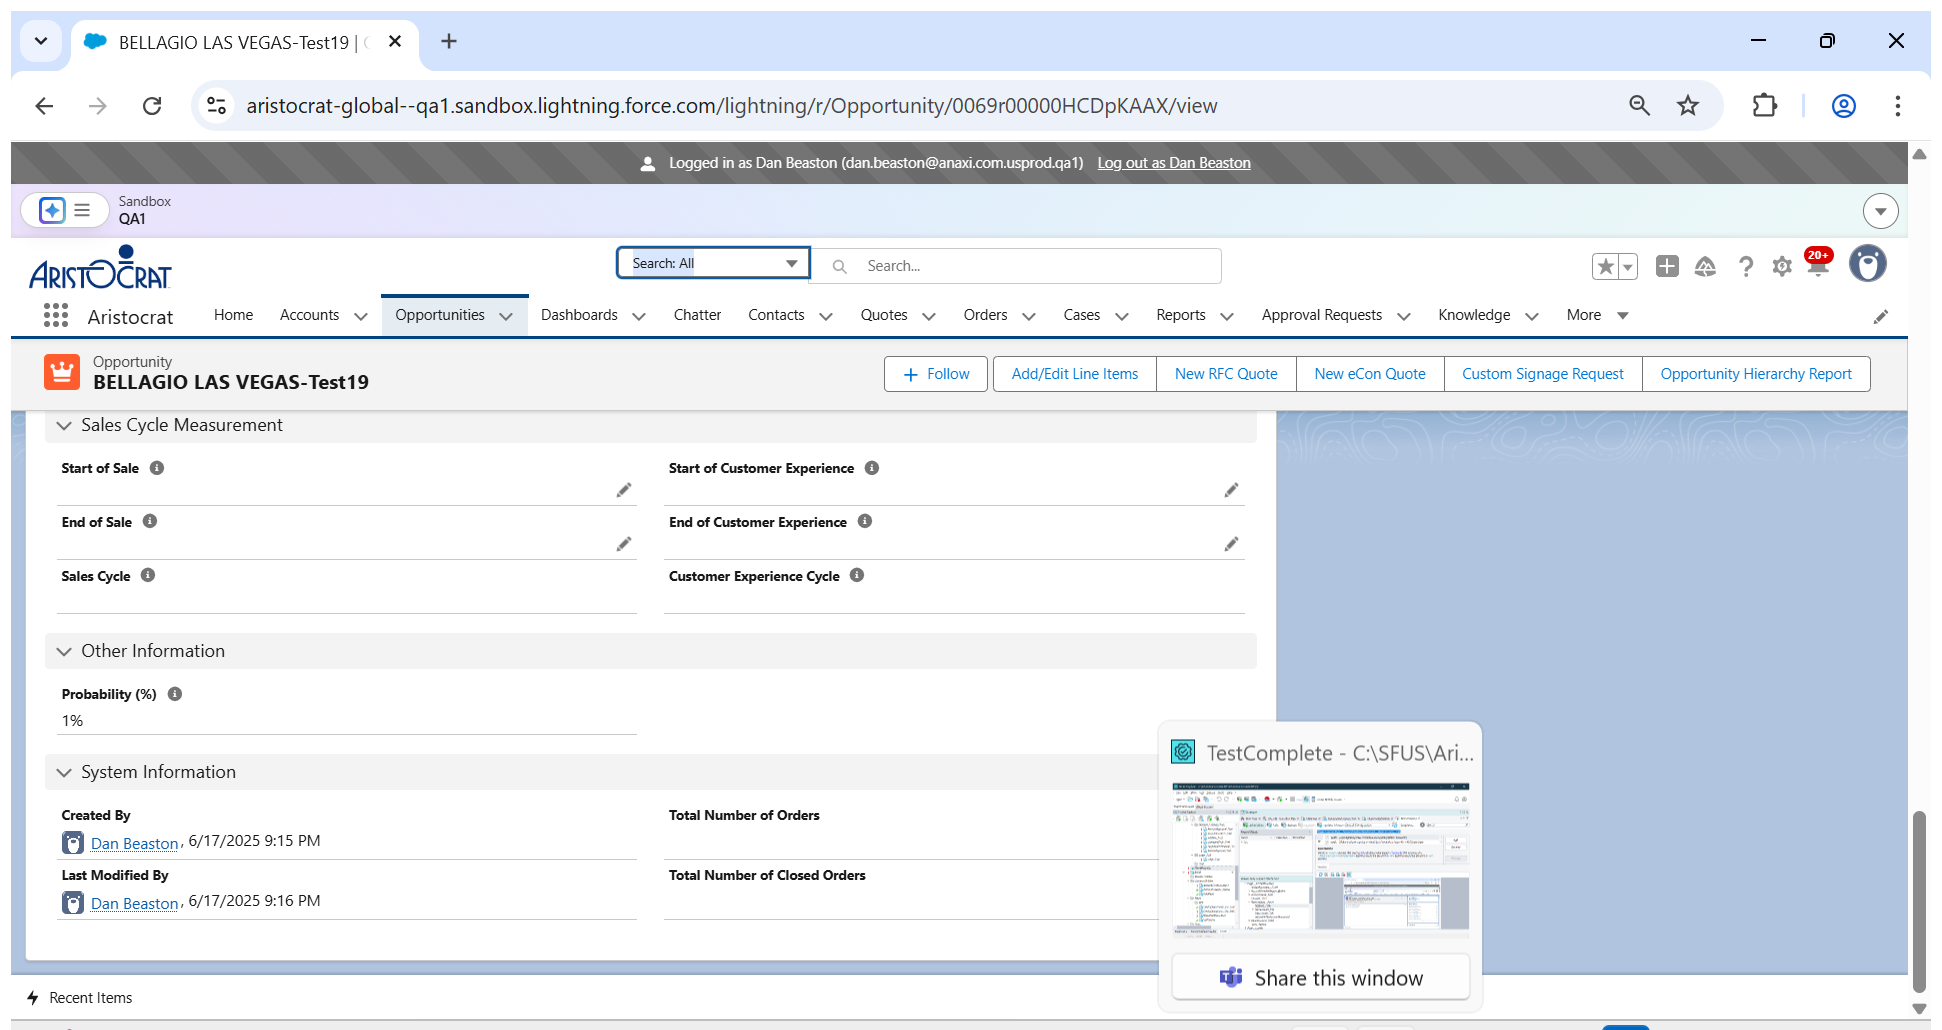 BELLAGIO LAS VEGAS-Test19 |
aristocrat-global--qa1.sandbox.lightning.force.com/lightning/r/Opportunity/0069r00000HCDpKAAX/view
Logged in as Dan Beaston (dan.beaston@anaxi.com.usprod.qa1) Log out as Dan Beaston
Sandbox
QA1
ARISTOCRAT
Search: All
Search...
20+
Aristocrat Home Accounts Opportunities Dashboards Chatter Contacts Quotes Orders Cases Reports Approval Requests Knowledge More
Opportunity
BELLAGIO LAS VEGAS-Test19
Follow Add/Edit Line Items New RFC Quote New eCon Quote Custom Signage Request Opportunity Hierarchy Report
Sales Cycle Measurement
Start of Sale Start of Customer Experience
End of Sale End of Customer Experience
Sales Cycle Customer Experience Cycle
Other Information
Probability (%)
1%
System Information
Created By Total Number of Orders
Dan Beaston, 6/17/2025 9:15 PM
Last Modified By Total Number of Closed Orders
Dan Beaston, 6/17/2025 9:16 PM
TestComplete - C:\SFUS\Ari...
Share this window
Recent Items